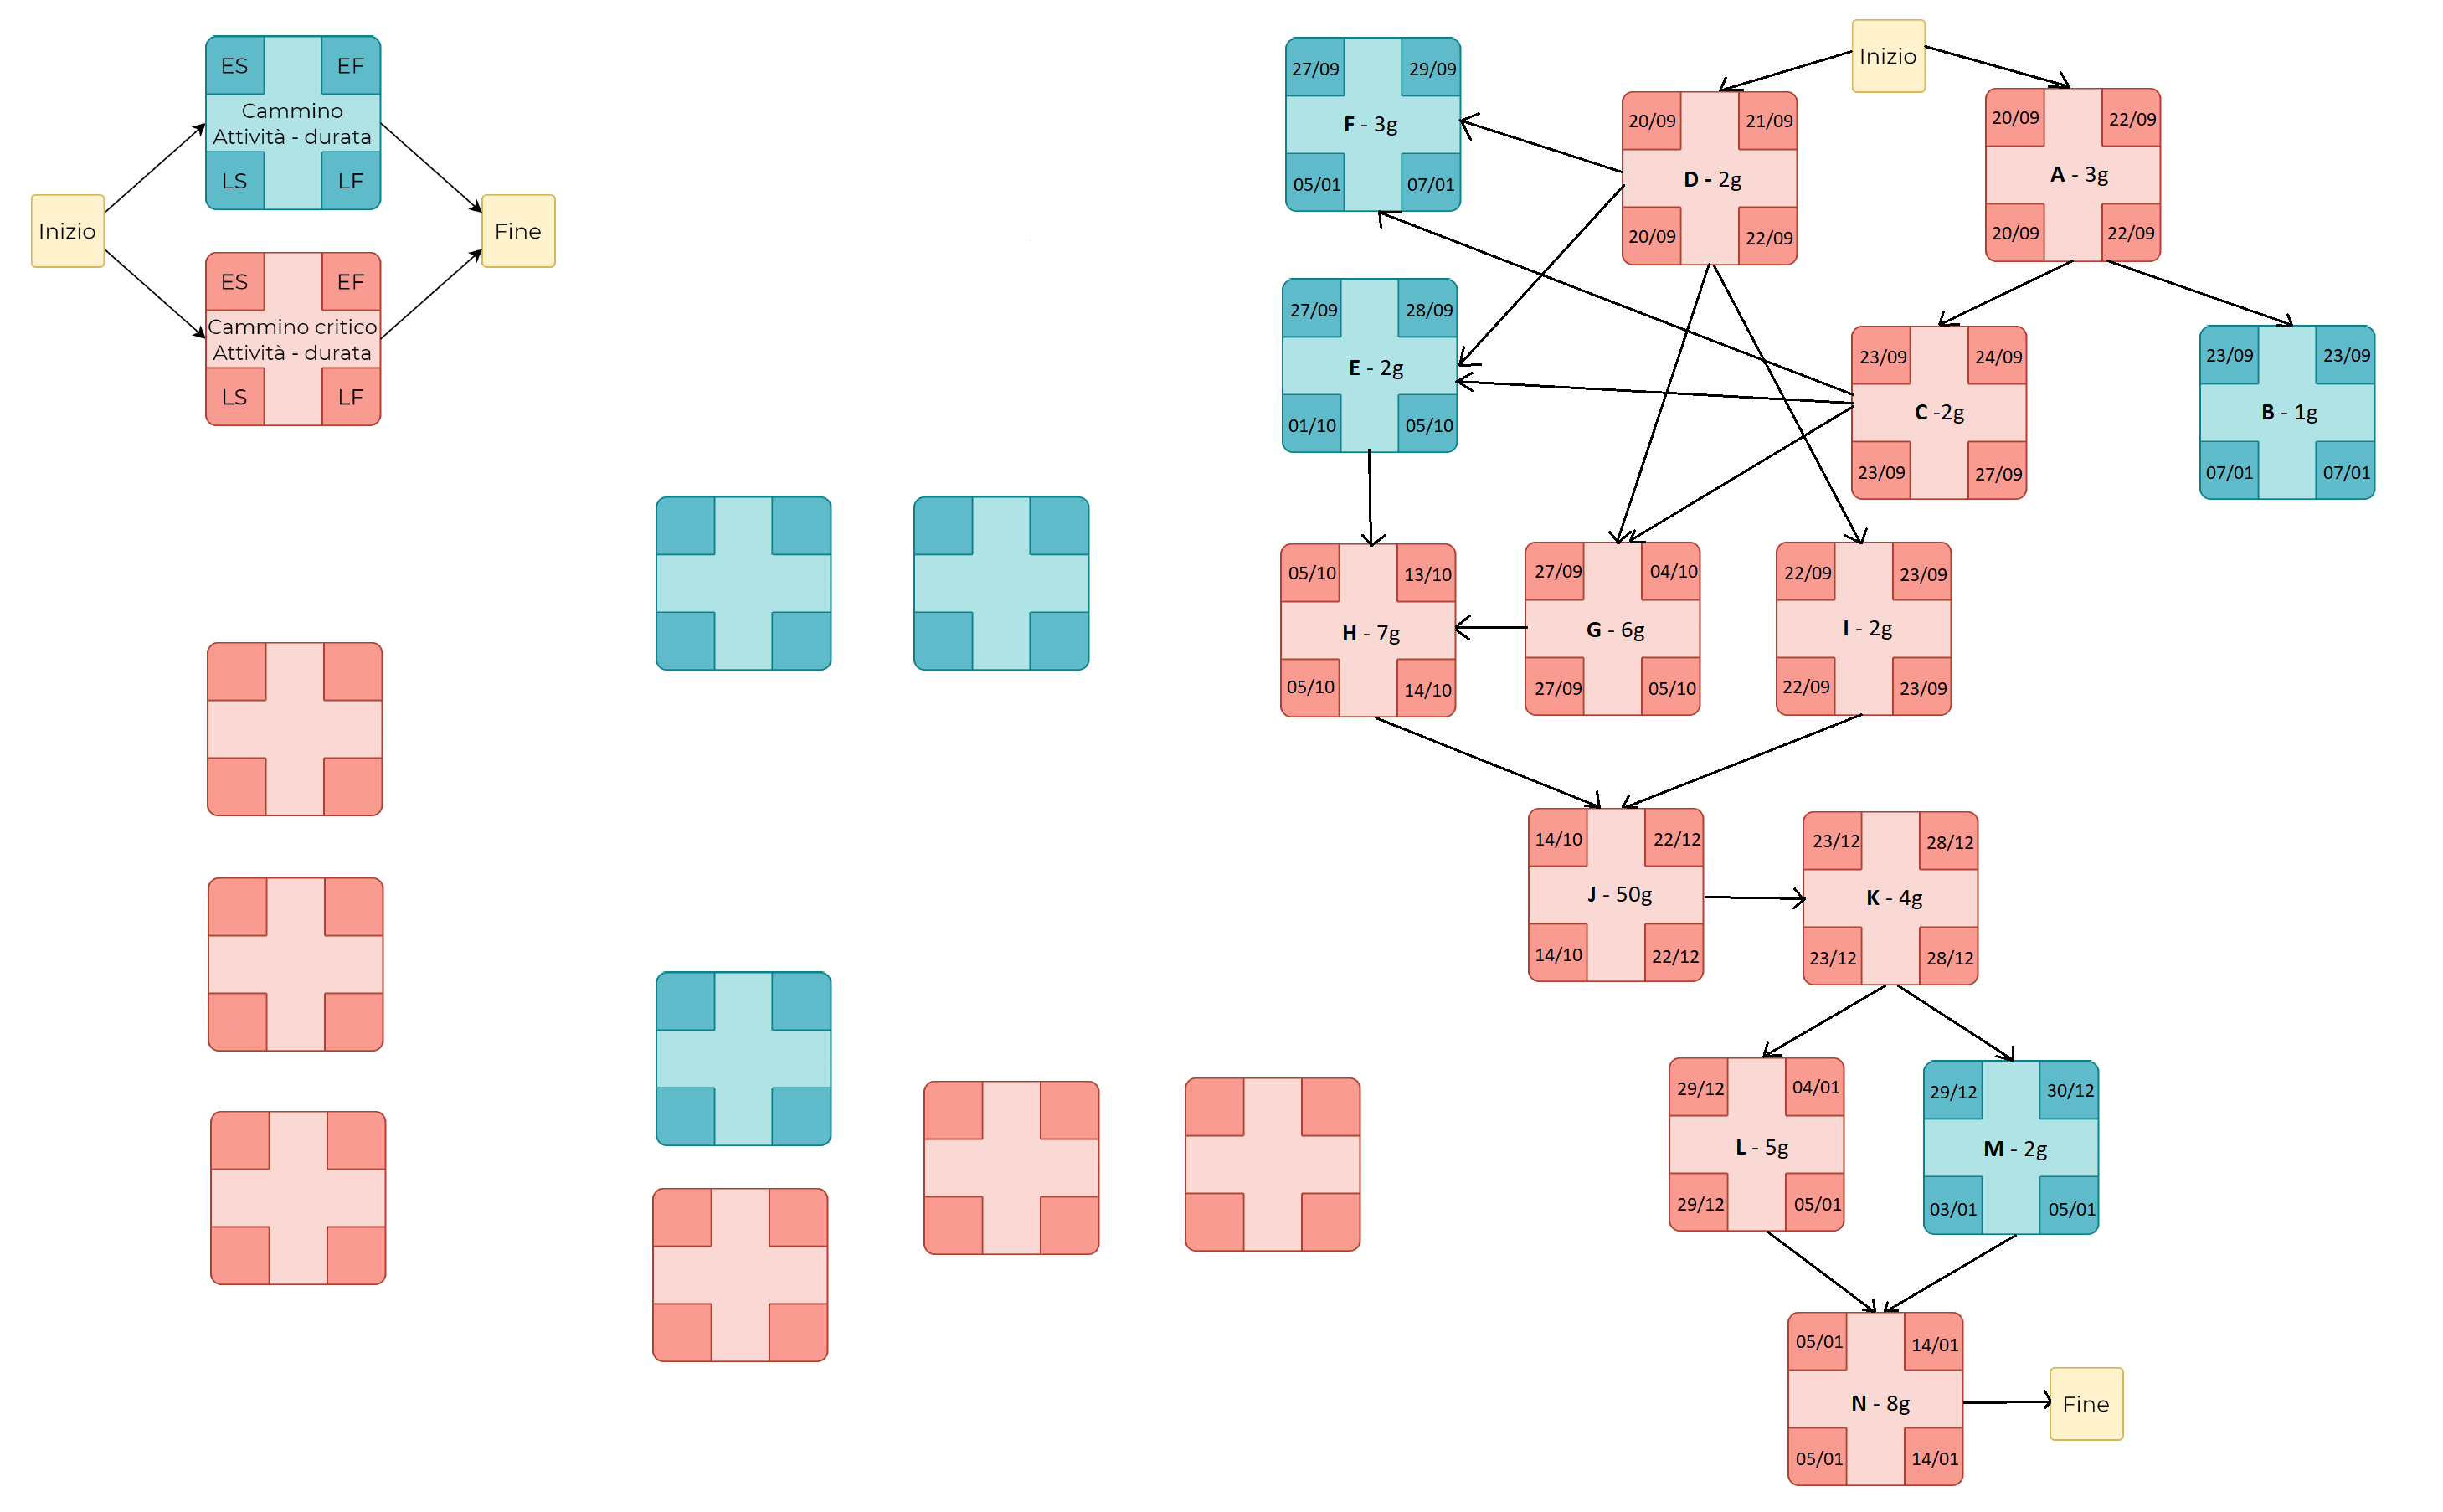 Inizio
ES EF
Cammino
Attività - durata
LS LF
ES EF
Cammino critico
Attività - durata
LS LF
Fine
Inizio
27/09 29/09
F - 3g
05/01 07/01
20/09 21/09
D - 2g
20/09 22/09
20/09 22/09
A - 3g
20/09 22/09
27/09 28/09
E - 2g
01/10 05/10
23/09 24/09
C -2g
23/09 27/09
23/09 23/09
B - 1g
07/01 07/01
05/10 13/10
H - 7g
05/10 14/10
27/09 04/10
G - 6g
27/09 05/10
22/09 23/09
I - 2g
22/09 23/09
14/10 22/12
J - 50g
14/10 22/12
23/12 28/12
K - 4g
23/12 28/12
29/12 04/01
L - 5g
29/12 05/01
29/12 30/12
M - 2g
03/01 05/01
05/01 14/01
N - 8g
05/01 14/01
Fine